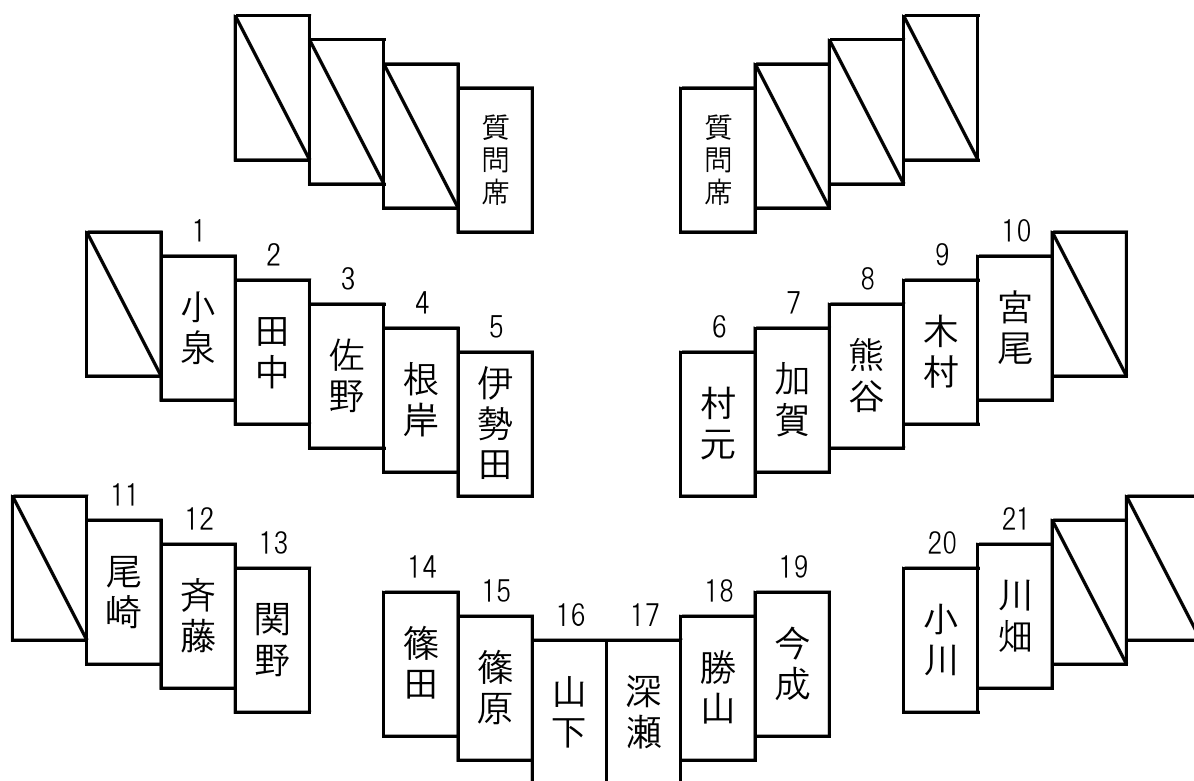 質問席
質問席
1
小泉
2
田中
3
佐野
4
根岸
5
伊勢田
6
村元
7
加賀
8
熊谷
9
木村
10
宮尾
11
尾崎
12
斉藤
13
関野
14
篠田
15
篠原
16
山下
17
深瀬
18
勝山
19
今成
20
小川
21
川畑